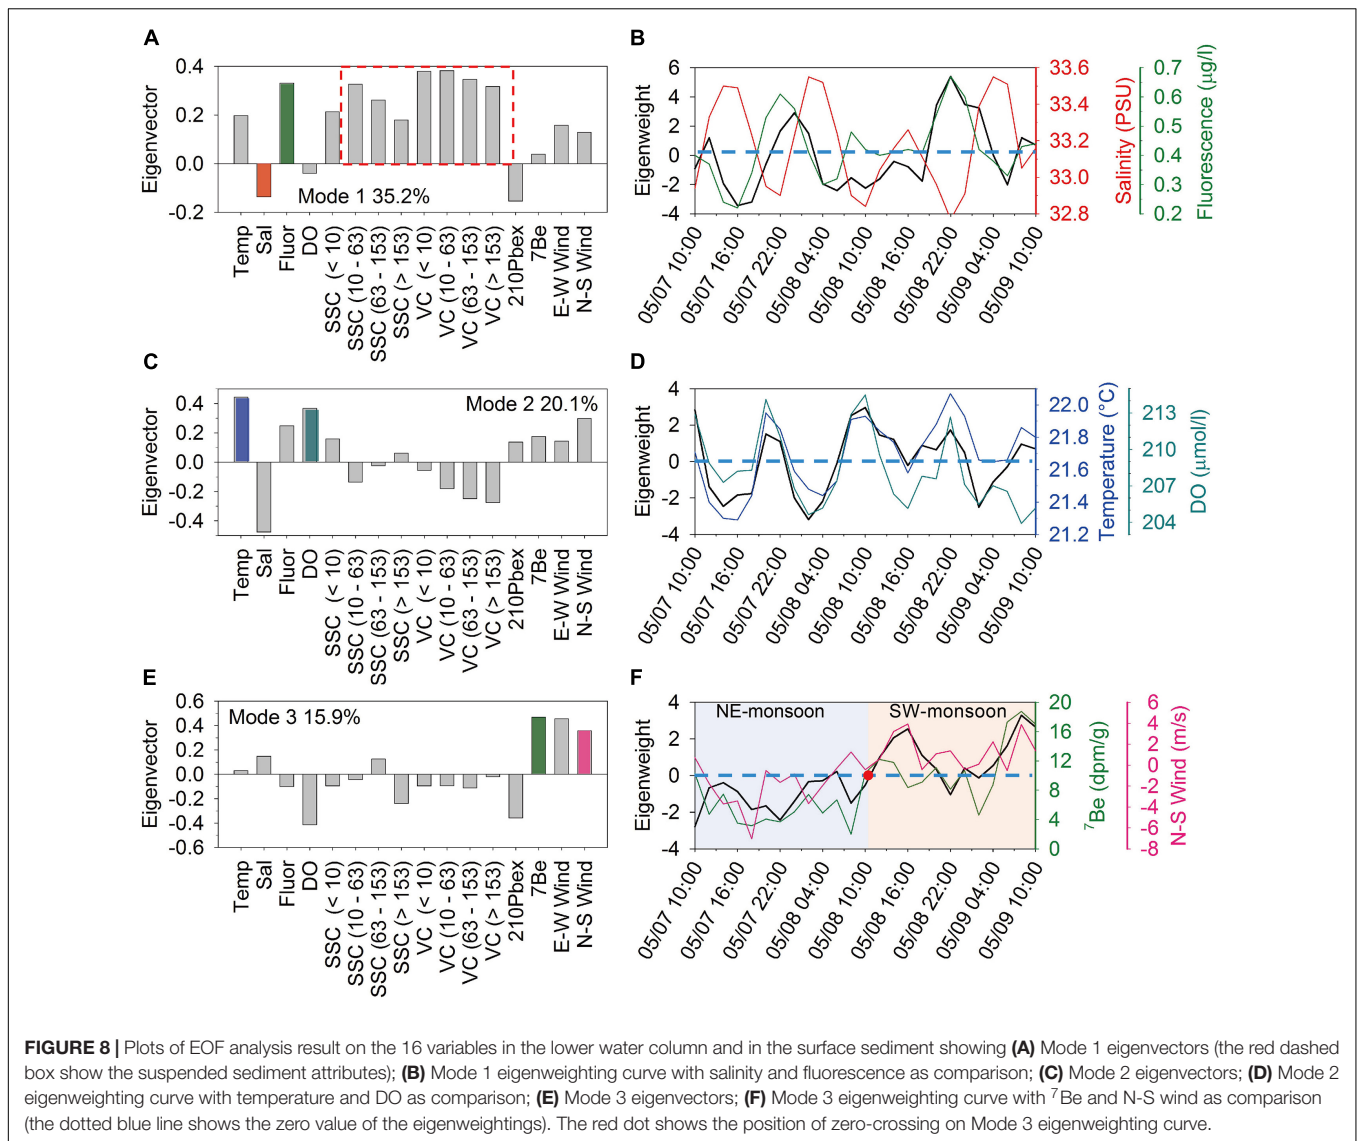 A
Eigenvector
0.4
0.2
0.0
-0.2
Mode 1 35.2%
Temp
Sal
Fluor
DO
SSC (< 10)
SSC (10 - 63)
SSC (63 - 153)
SSC (> 153)
VC (< 10)
VC (10 - 63)
VC (63 - 153)
VC (> 153)
210Pbex
7Be
E-W Wind
N-S Wind
B
Eigenweight
6
4
2
0
-2
-4
33.6
33.4
33.2
33.0
32.8
Salinity (PSU)
0.7
0.6
0.5
0.4
0.3
0.2
Fluorescence (µg/l)
05/07 10:00
05/07 16:00
05/07 22:00
05/08 04:00
05/08 10:00
05/08 16:00
05/08 22:00
05/09 04:00
05/09 10:00
C
Eigenvector
0.4
0.2
0.0
-0.2
-0.4
Mode 2 20.1%
Temp
Sal
Fluor
DO
SSC (< 10)
SSC (10 - 63)
SSC (63 - 153)
SSC (> 153)
VC (< 10)
VC (10 - 63)
VC (63 - 153)
VC (> 153)
210Pbex
7Be
E-W Wind
N-S Wind
D
Eigenweight
4
2
0
-2
-4
22.0
21.8
21.6
21.4
21.2
Temperature (°C)
213
210
207
204
DO (µmol/l)
05/07 10:00
05/07 16:00
05/07 22:00
05/08 04:00
05/08 10:00
05/08 16:00
05/08 22:00
05/09 04:00
05/09 10:00
E
Eigenvector
0.6
0.4
0.2
0.0
-0.2
-0.4
-0.6
Mode 3 15.9%
Temp
Sal
Fluor
DO
SSC (< 10)
SSC (10 - 63)
SSC (63 - 153)
SSC (> 153)
VC (< 10)
VC (10 - 63)
VC (63 - 153)
VC (> 153)
210Pbex
7Be
E-W Wind
N-S Wind
F
Eigenweight
4
2
0
-2
-4
NE-monsoon
SW-monsoon
20
16
12
8
4
0
⁷Be (dpm/g)
6
4
2
0
-2
-4
-6
-8
N-S Wind (m/s)
05/07 10:00
05/07 16:00
05/07 22:00
05/08 04:00
05/08 10:00
05/08 16:00
05/08 22:00
05/09 04:00
05/09 10:00
FIGURE 8 | Plots of EOF analysis result on the 16 variables in the lower water column and in the surface sediment showing (A) Mode 1 eigenvectors (the red dashed
box show the suspended sediment attributes); (B) Mode 1 eigenweighting curve with salinity and fluorescence as comparison; (C) Mode 2 eigenvectors; (D) Mode 2
eigenweighting curve with temperature and DO as comparison; (E) Mode 3 eigenvectors; (F) Mode 3 eigenweighting curve with ⁷Be and N-S wind as comparison
(the dotted blue line shows the zero value of the eigenweightings). The red dot shows the position of zero-crossing on Mode 3 eigenweighting curve.